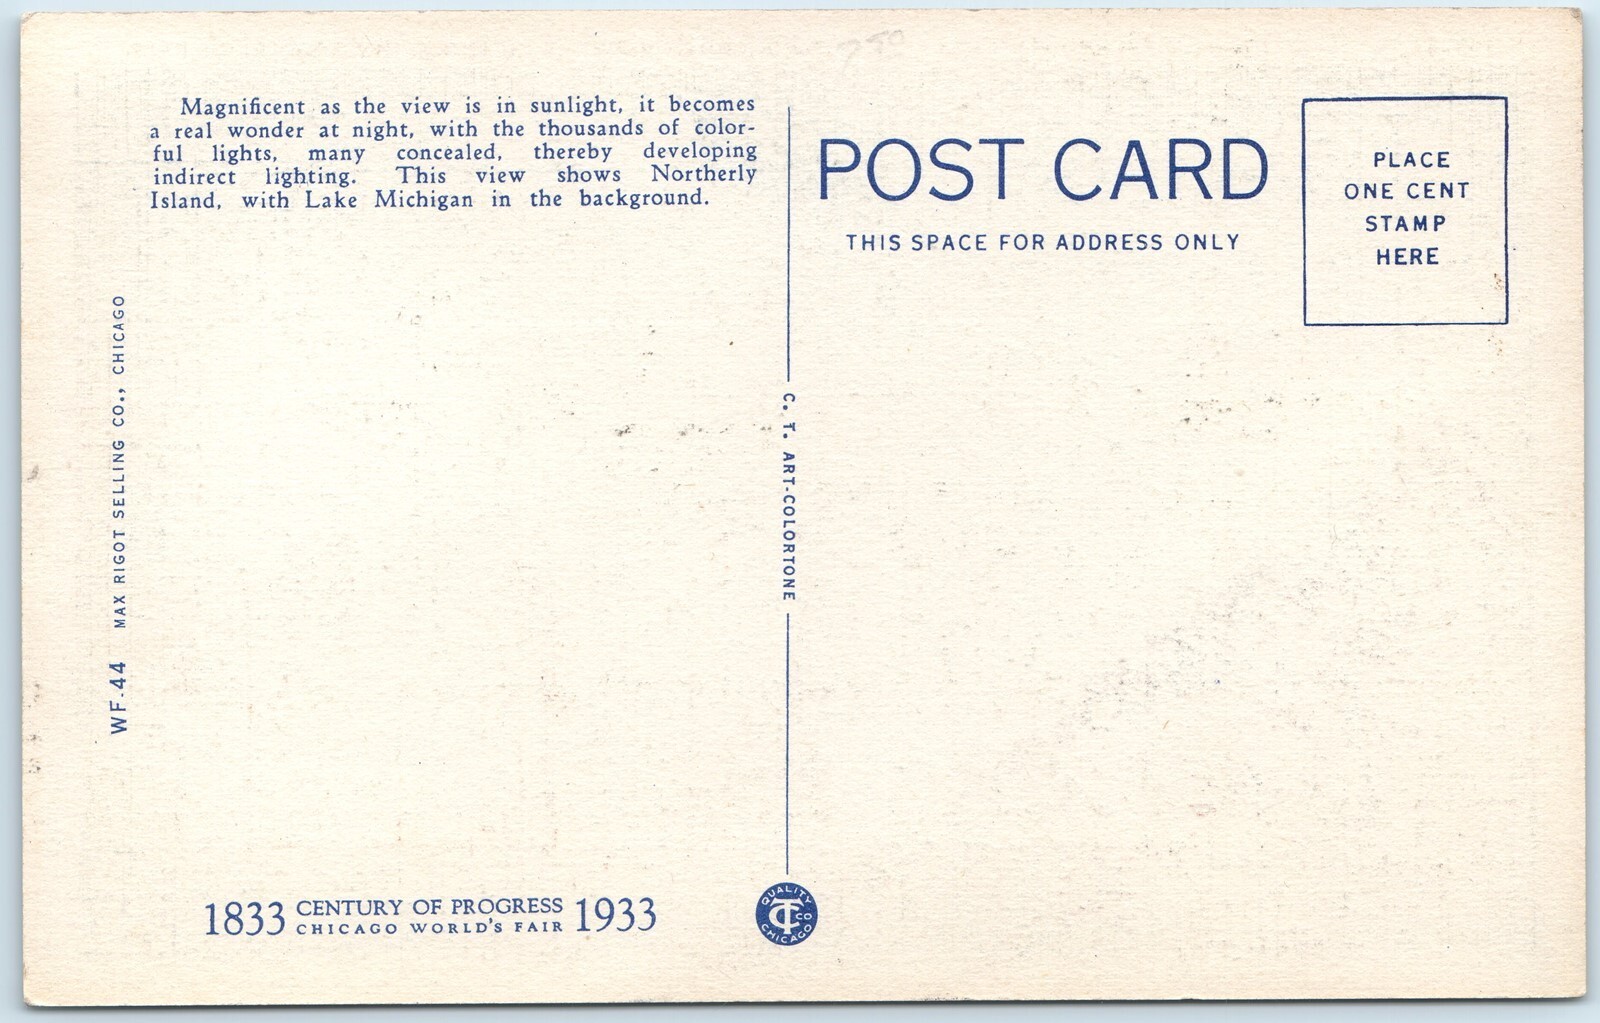 750
Magnificent as the view is in sunlight, it becomes
a real wonder at night, with the thousands of color-
ful lights, many concealed, thereby developing
indirect lighting. This view shows Northerly
Island, with Lake Michigan in the background.
POST CARD
THIS SPACE FOR ADDRESS ONLY
PLACE
ONE CENT
STAMP
HERE
WF-44 MAX RIGOT SELLING CO., CHICAGO
C. T. ART-COLORTONE
1833 CENTURY OF PROGRESS 1933
CHICAGO WORLD'S FAIR
QUALITY
CT CO
CHICAGO